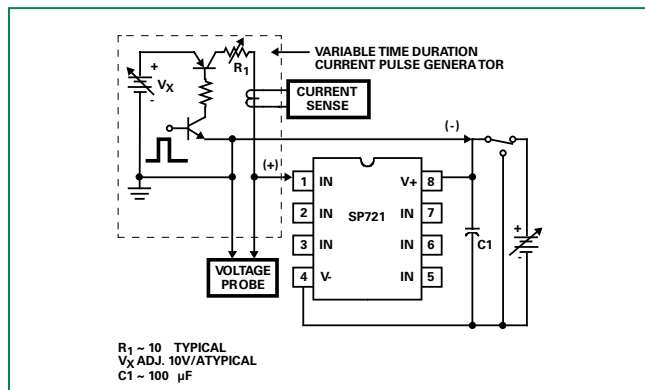 VARIABLE TIME DURATION
CURRENT PULSE GENERATOR
+
R1
VX
-
CURRENT
SENSE
(-)
(+)
1 IN V+ 8
2 IN SP721 IN 7
3 IN IN 6
4 V- IN 5
C1
+
-
VOLTAGE
PROBE
R1 ~ 10 TYPICAL
VX ADJ. 10V/ATYPICAL
C1 ~ 100 µF